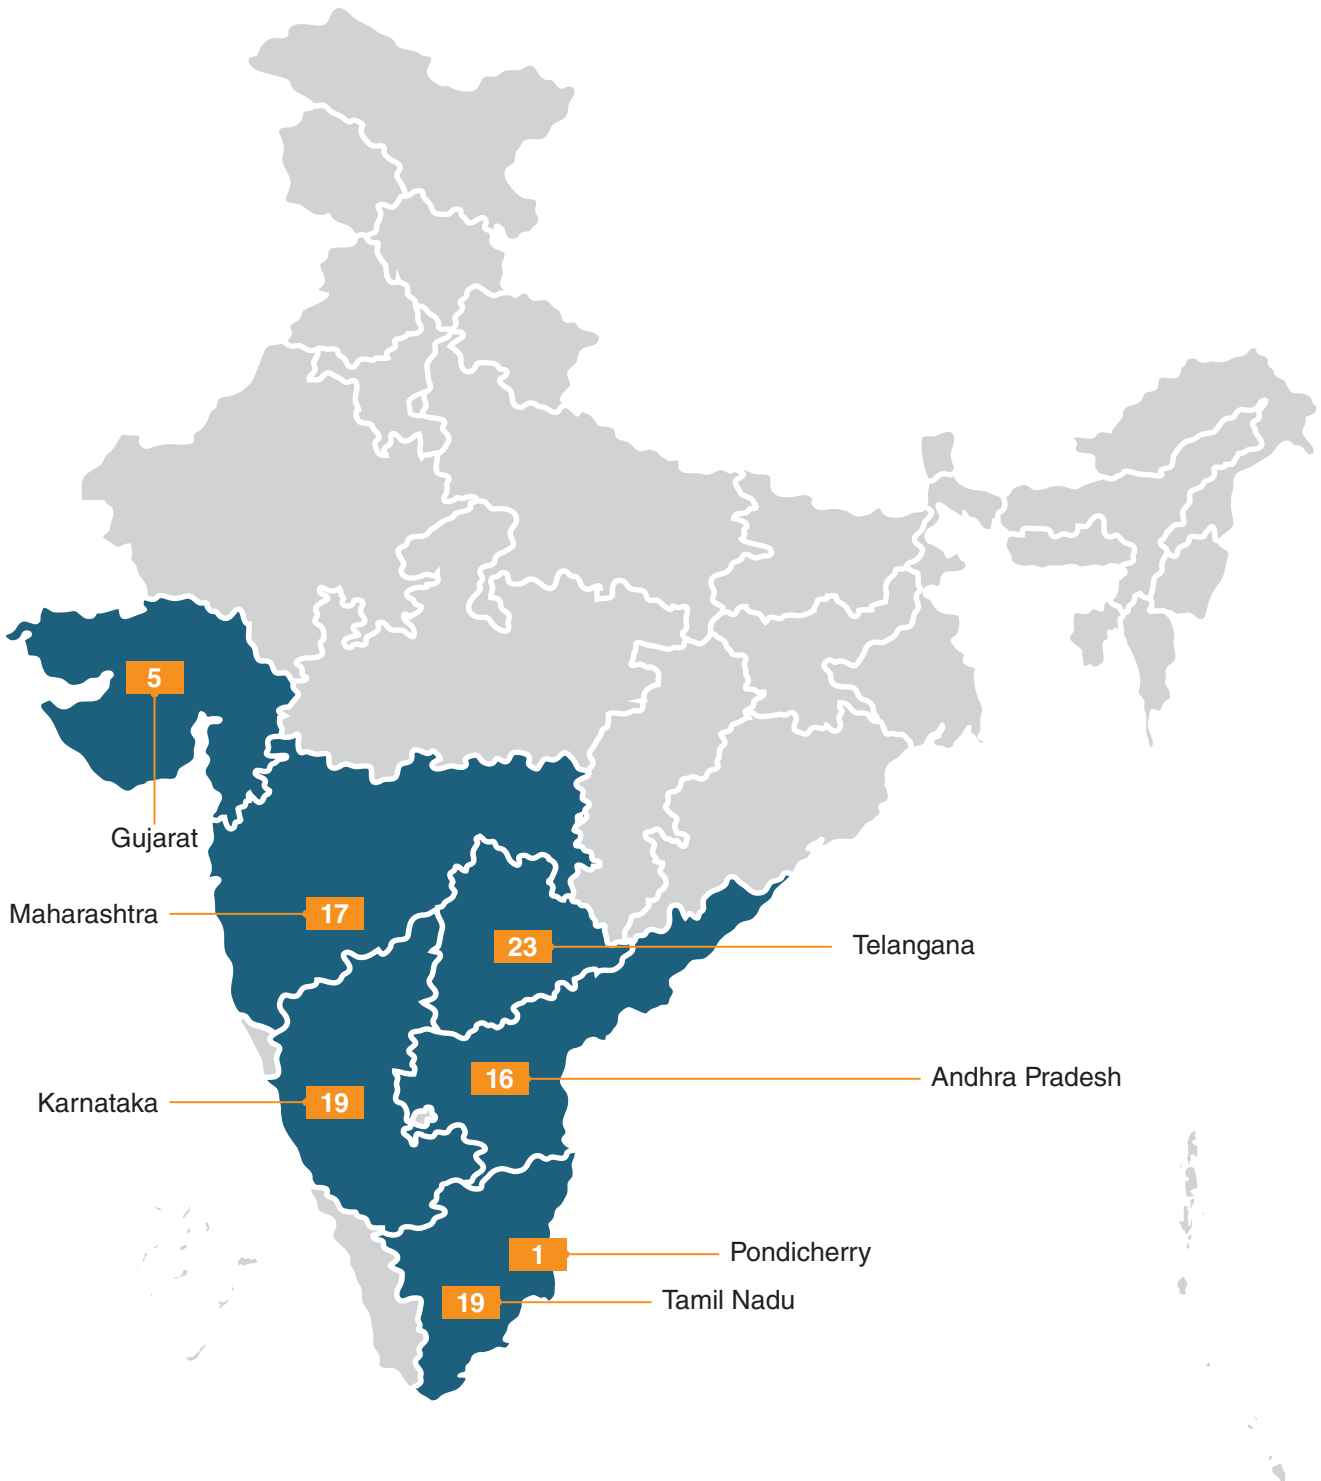 5
Gujarat
Maharashtra
17
23
Telangana
16
Andhra Pradesh
Karnataka
19
1
Pondicherry
19
Tamil Nadu